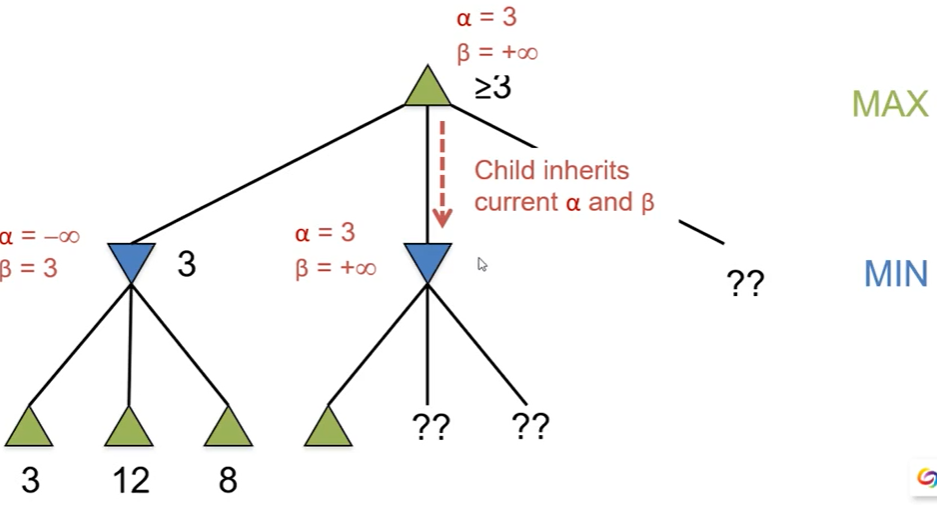 α = 3
β = +∞
≥3
MAX
Child inherits
current α and β
α = –∞
β = 3
3
α = 3
β = +∞
??
MIN
??
??
3
12
8